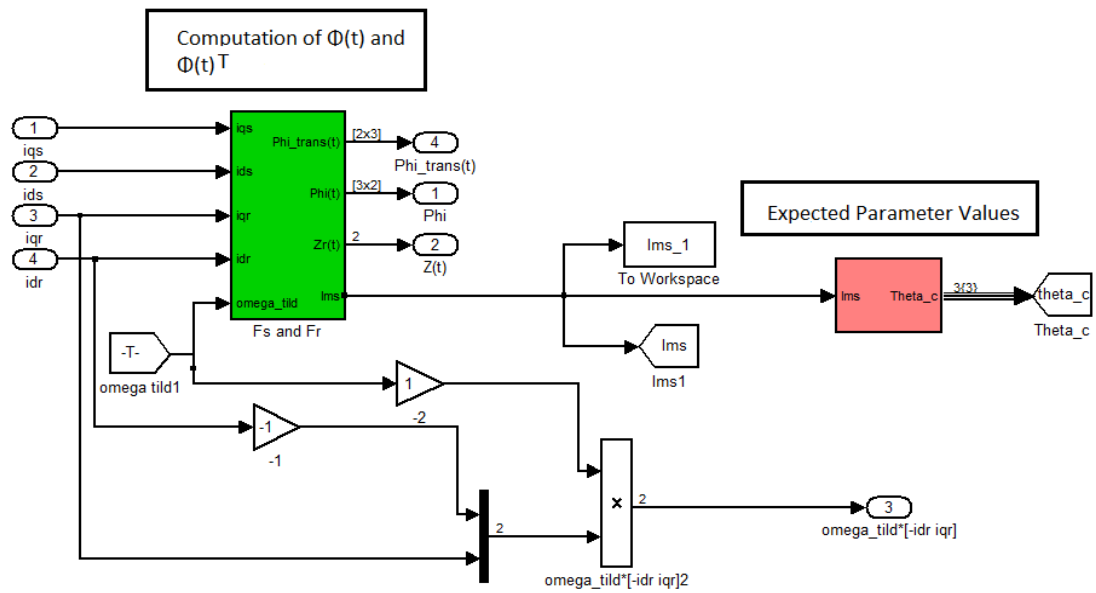 Computation of Φ(t) and
Φ(t)T
1
iqs
2
ids
3
iqr
4
idr
iqs
ids
iqr
idr
omega_tild
Phi_trans(t)
Phi(t)
Zr(t)
Ims
Fs and Fr
[2x3]
4
Phi_trans(t)
[3x2]
1
Phi
2
2
Z(t)
Expected Parameter Values
Ims_1
To Workspace
Ims
Theta_c
3{3}
theta_c
Theta_c
Ims
Ims1
-T-
omega tild1
1
-2
-1
-1
2
x
omega_tild*[-idr iqr]2
2
3
omega_tild*[-idr iqr]